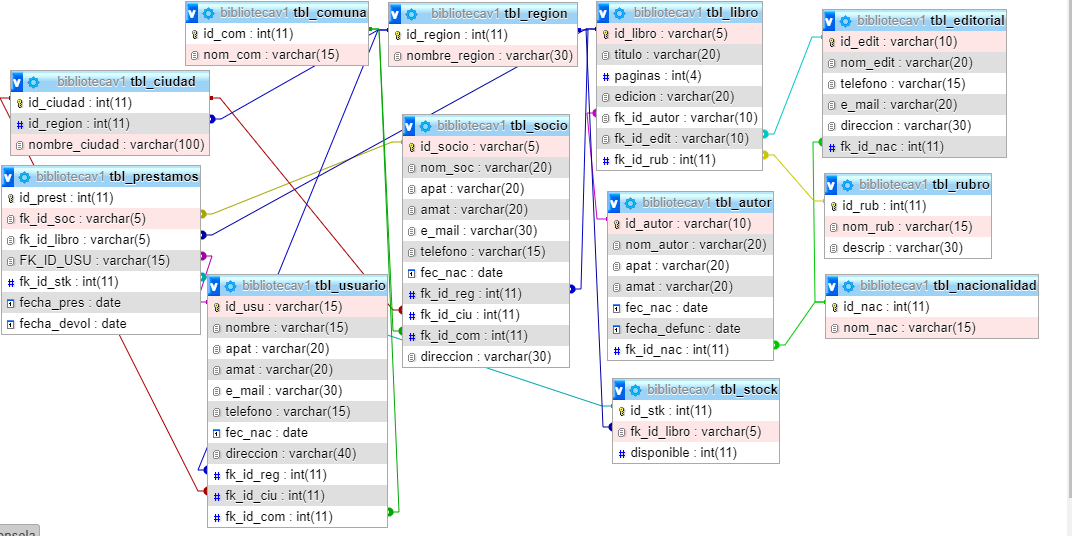 bibliotecav1 tbl_comuna
id_com : int(11)
nom_com : varchar(15)
bibliotecav1 tbl_region
id_region : int(11)
nombre_region : varchar(30)
bibliotecav1 tbl_libro
id_libro : varchar(5)
titulo : varchar(20)
paginas : int(4)
edicion : varchar(20)
fk_id_autor : varchar(10)
fk_id_edit : varchar(10)
fk_id_rub : int(11)
bibliotecav1 tbl_editorial
id_edit : varchar(10)
nom_edit : varchar(20)
telefono : varchar(15)
e_mail : varchar(20)
direccion : varchar(30)
fk_id_nac : int(11)
bibliotecav1 tbl_ciudad
id_ciudad : int(11)
id_region : int(11)
nombre_ciudad : varchar(100)
bibliotecav1 tbl_socio
id_socio : varchar(5)
nom_soc : varchar(20)
apat : varchar(20)
amat : varchar(20)
e_mail : varchar(30)
telefono : varchar(15)
fec_nac : date
fk_id_reg : int(11)
fk_id_ciu : int(11)
fk_id_com : int(11)
direccion : varchar(30)
bibliotecav1 tbl_prestamos
id_prest : int(11)
fk_id_soc : varchar(5)
fk_id_libro : varchar(5)
FK_ID_USU : varchar(15)
fk_id_stk : int(11)
fecha_pres : date
fecha_devol : date
bibliotecav1 tbl_autor
id_autor : varchar(10)
nom_autor : varchar(20)
apat : varchar(20)
amat : varchar(20)
fec_nac : date
fecha_defunc : date
fk_id_nac : int(11)
bibliotecav1 tbl_rubro
id_rub : int(11)
nom_rub : varchar(15)
descrip : varchar(30)
bibliotecav1 tbl_usuario
id_usu : varchar(15)
nombre : varchar(15)
apat : varchar(20)
amat : varchar(20)
e_mail : varchar(30)
telefono : varchar(15)
fec_nac : date
direccion : varchar(40)
fk_id_reg : int(11)
fk_id_ciu : int(11)
fk_id_com : int(11)
bibliotecav1 tbl_nacionalidad
id_nac : int(11)
nom_nac : varchar(15)
bibliotecav1 tbl_stock
id_stk : int(11)
fk_id_libro : varchar(5)
disponible : int(11)